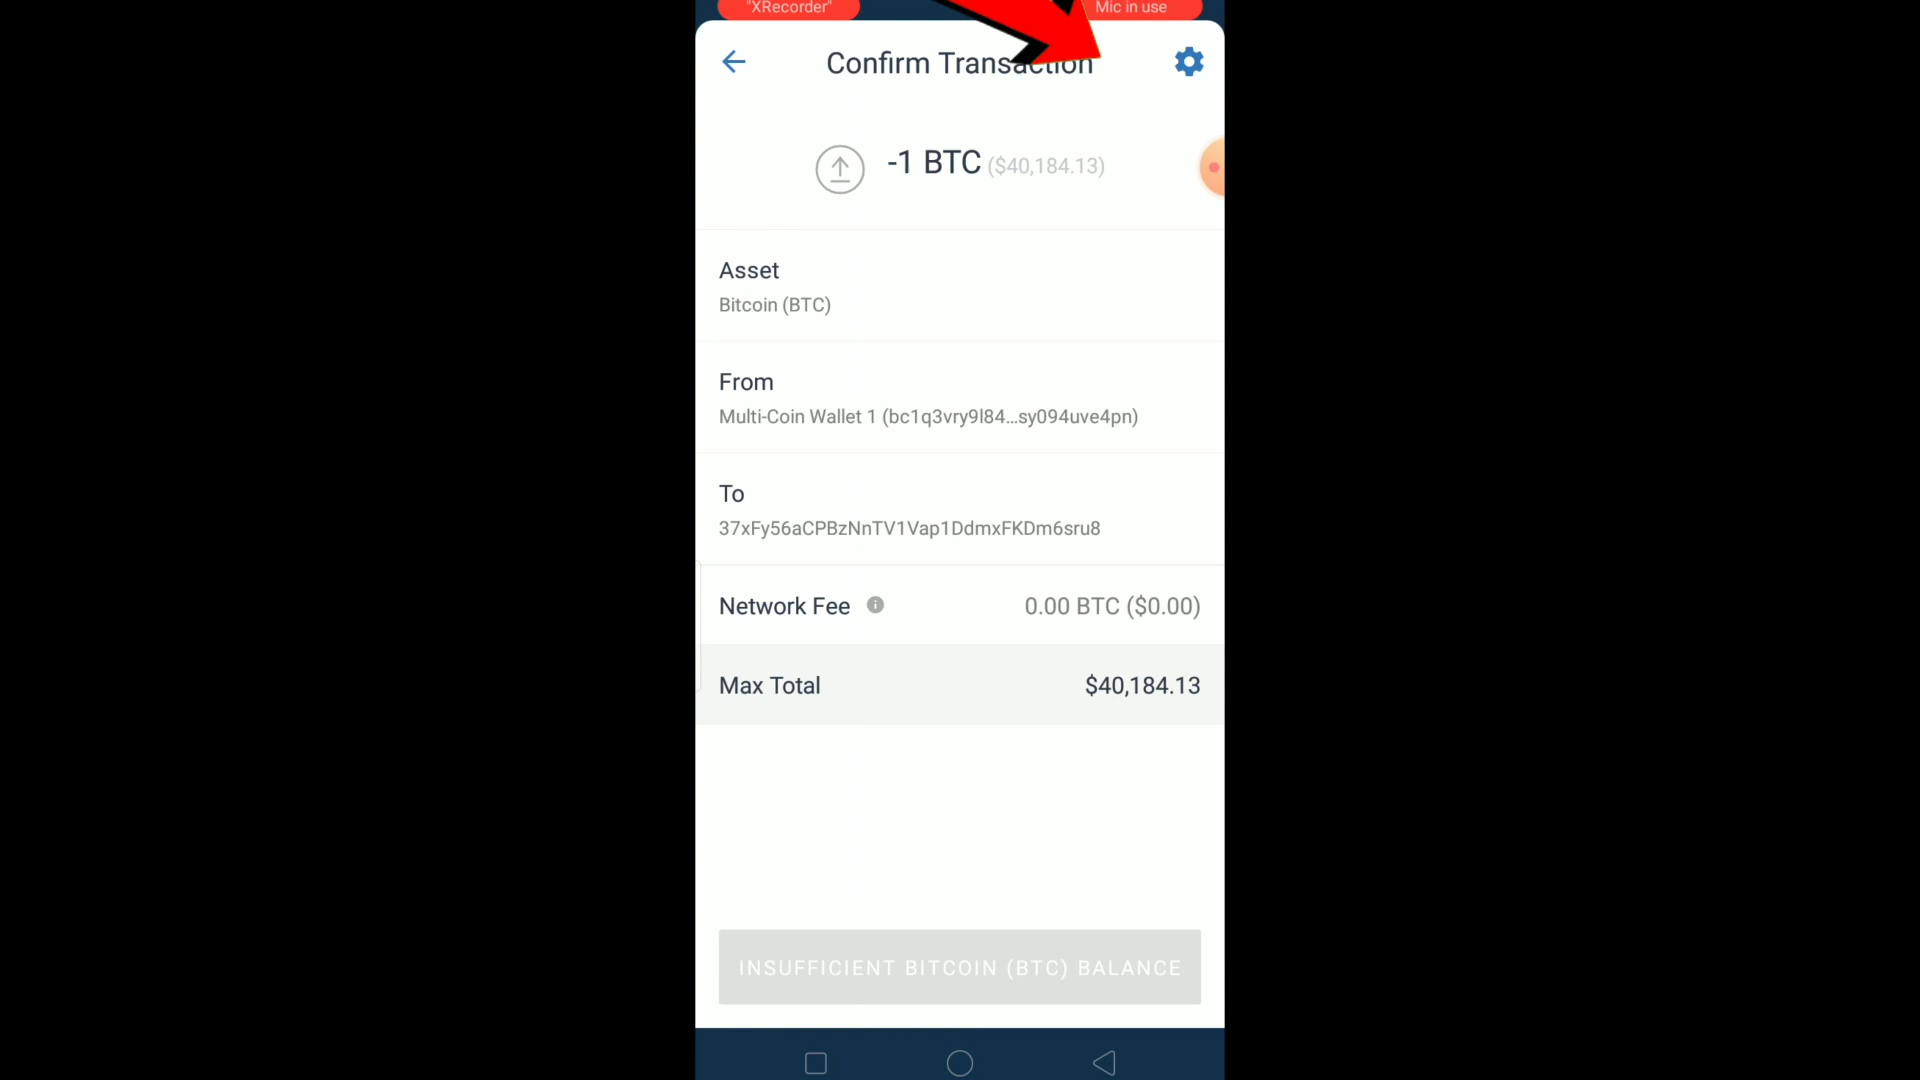 "XRecorder" Mic in use
Confirm Transaction
-1 BTC ($40,184.13)
Asset
Bitcoin (BTC)
From
Multi-Coin Wallet 1 (bc1q3vry9l84...sy094uve4pn)
To
37xFy56aCPBzNnTV1Vap1DdmxFKDm6sru8
Network Fee 0.00 BTC ($0.00)
Max Total $40,184.13
INSUFFICIENT BITCOIN (BTC) BALANCE